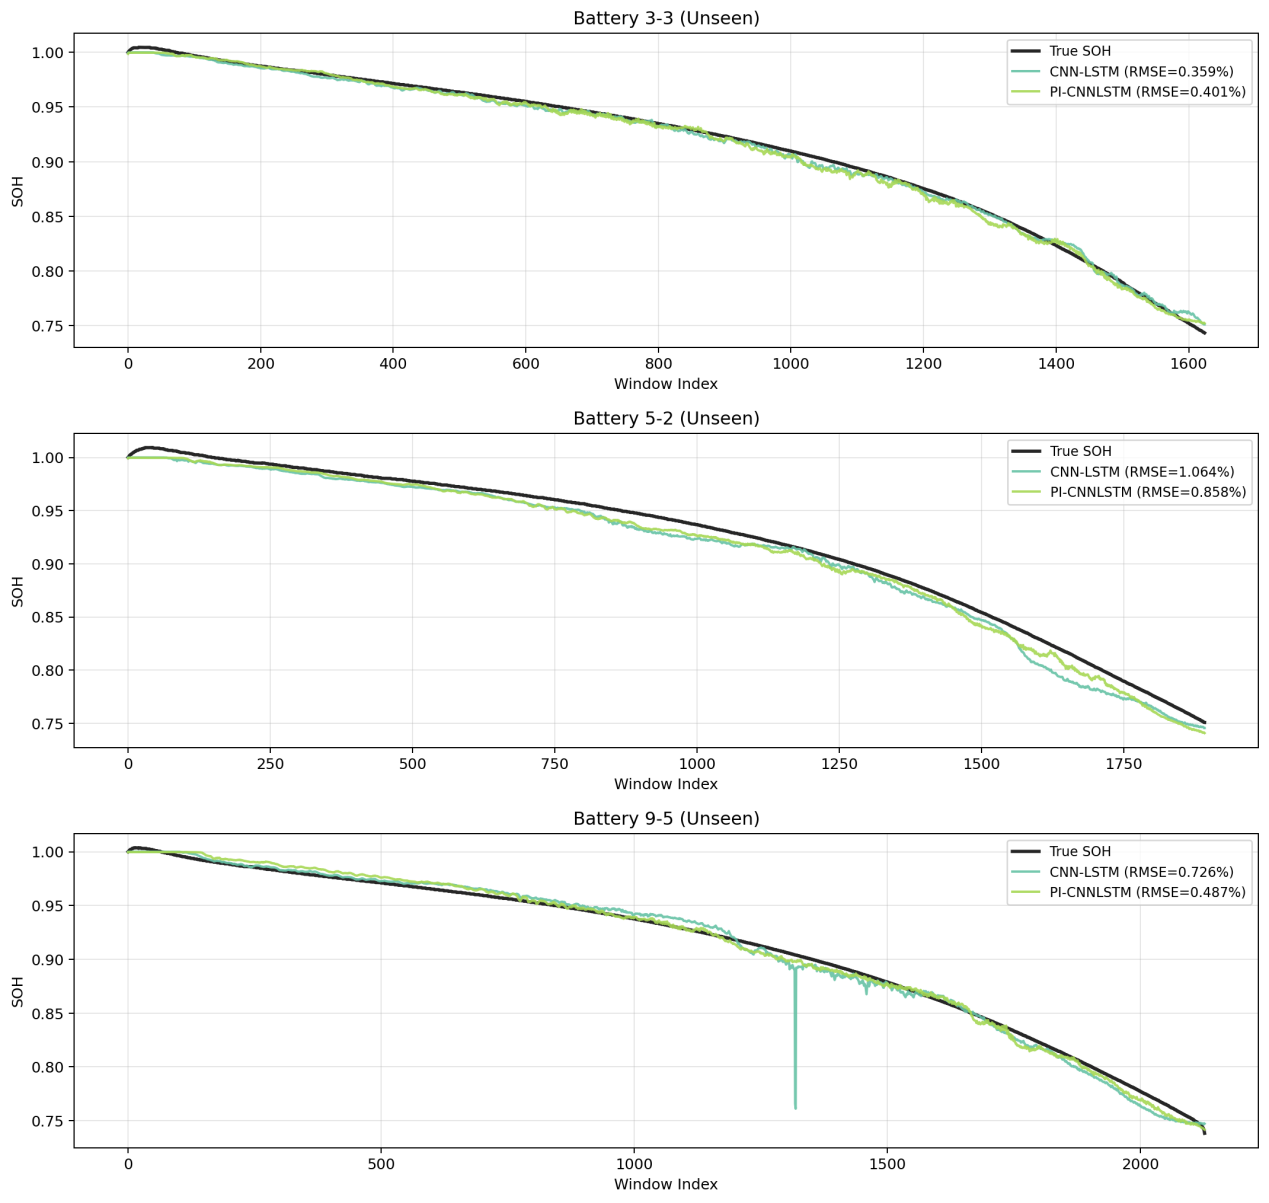 Battery 3-3 (Unseen)
True SOH
CNN-LSTM (RMSE=0.359%)
PI-CNNLSTM (RMSE=0.401%)
SOH
1.00
0.95
0.90
0.85
0.80
0.75
0 200 400 600 800 1000 1200 1400 1600
Window Index
Battery 5-2 (Unseen)
True SOH
CNN-LSTM (RMSE=1.064%)
PI-CNNLSTM (RMSE=0.858%)
SOH
1.00
0.95
0.90
0.85
0.80
0.75
0 250 500 750 1000 1250 1500 1750
Window Index
Battery 9-5 (Unseen)
True SOH
CNN-LSTM (RMSE=0.726%)
PI-CNNLSTM (RMSE=0.487%)
SOH
1.00
0.95
0.90
0.85
0.80
0.75
0 500 1000 1500 2000
Window Index